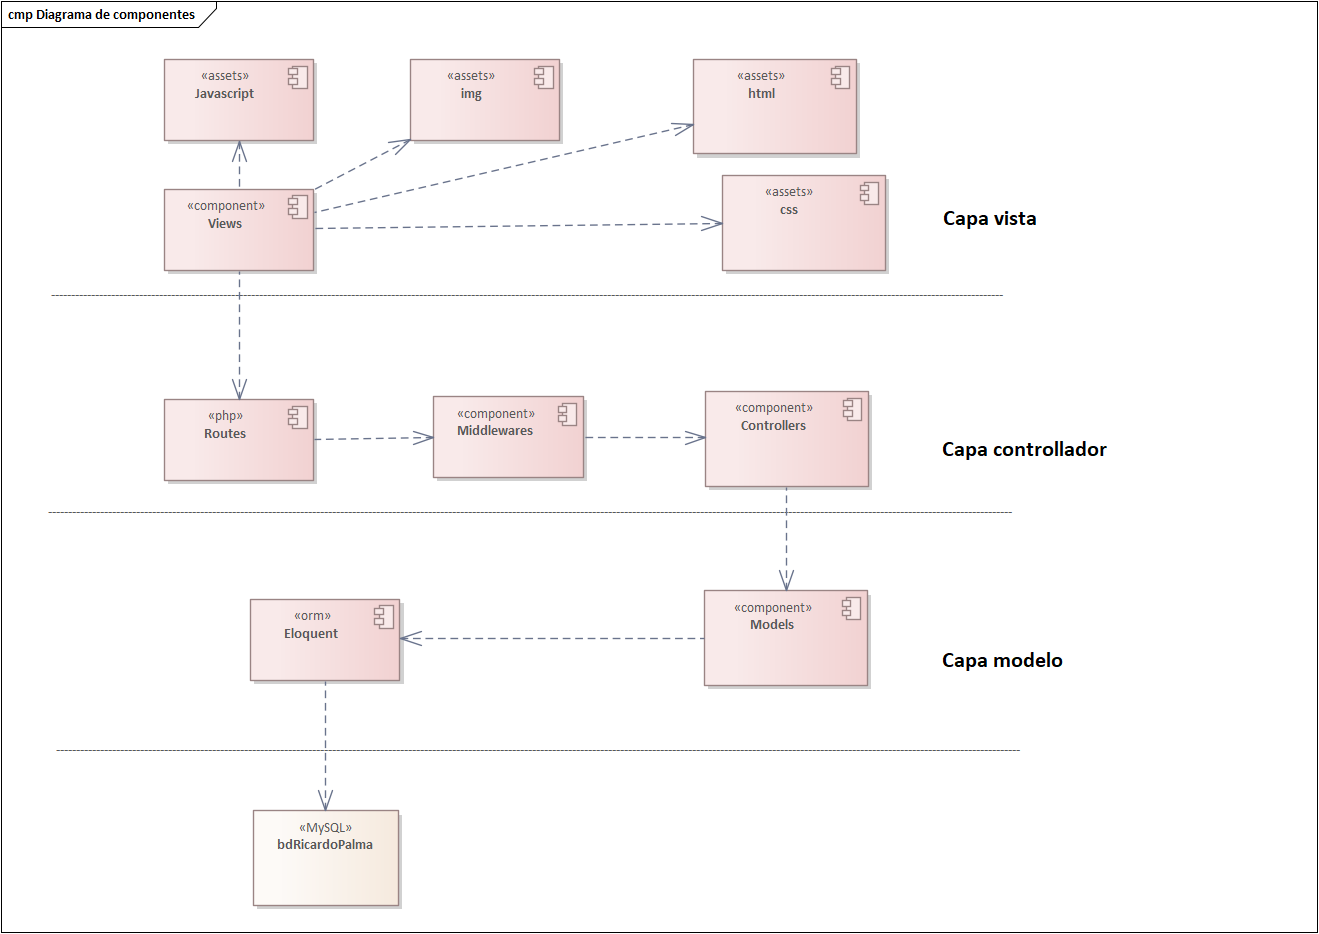 cmp Diagrama de componentes
«assets»
Javascript
«assets»
img
«assets»
html
«component»
Views
«assets»
css
Capa vista
«php»
Routes
«component»
Middlewares
«component»
Controllers
Capa controllador
«orm»
Eloquent
«component»
Models
Capa modelo
«MySQL»
bdRicardoPalma